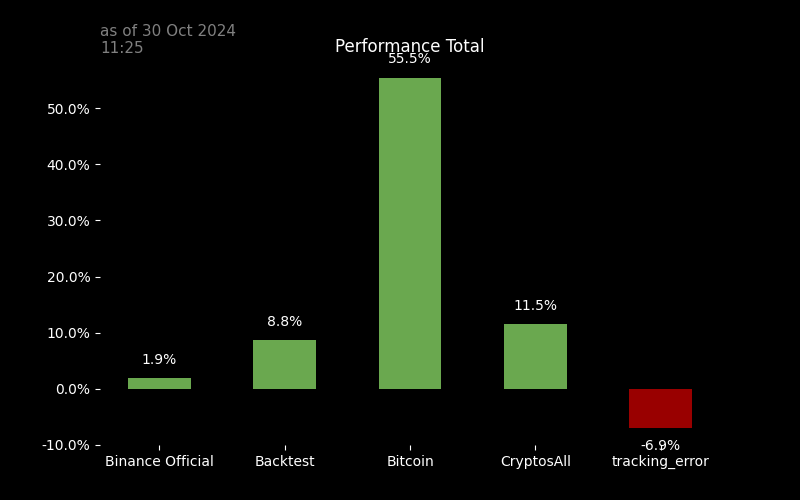 as of 30 Oct 2024
11:25
Performance Total
55.5%
50.0%
40.0%
30.0%
20.0%
11.5%
10.0%
8.8%
1.9%
0.0%
-10.0%
-6.9%
Binance Official
Backtest
Bitcoin
CryptosAll
tracking_error